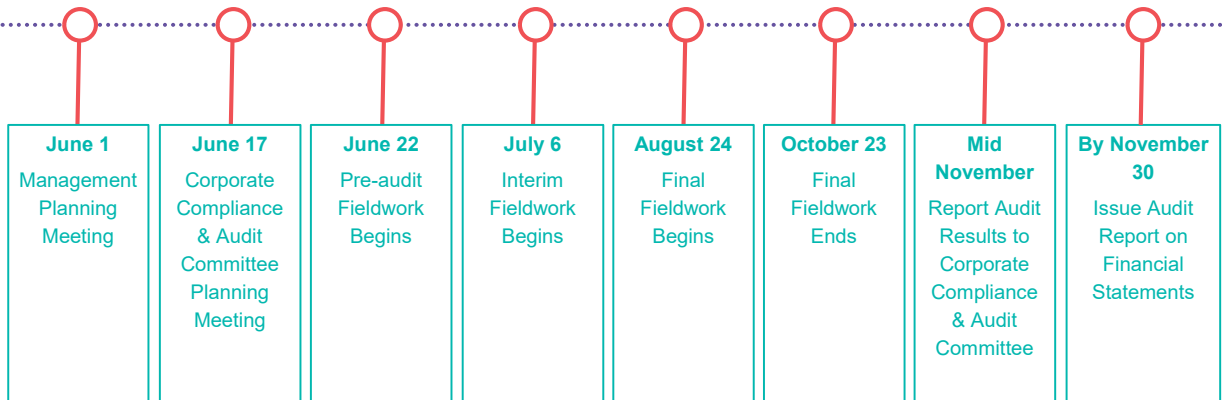 June 1
Management
Planning
Meeting
June 17
Corporate
Compliance
& Audit
Committee
Planning
Meeting
June 22
Pre-audit
Fieldwork
Begins
July 6
Interim
Fieldwork
Begins
August 24
Final
Fieldwork
Begins
October 23
Final
Fieldwork
Ends
Mid
November
Report Audit
Results to
Corporate
Compliance
& Audit
Committee
By November
30
Issue Audit
Report on
Financial
Statements